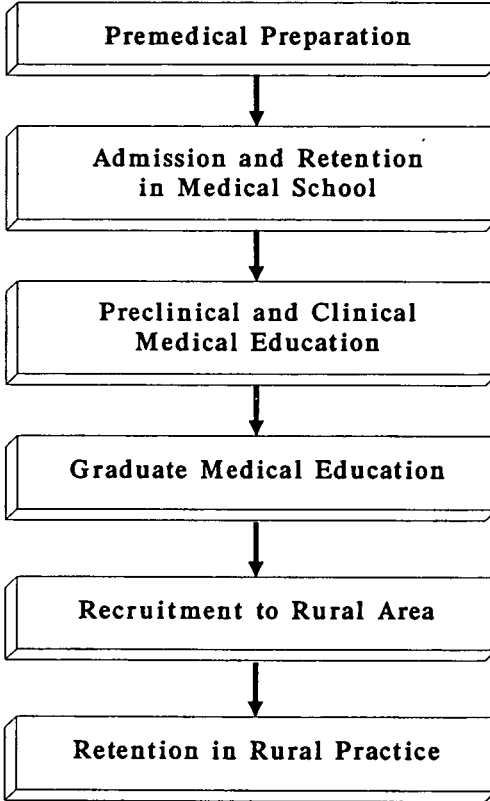 Premedical Preparation
Admission and Retention
in Medical School
Preclinical and Clinical
Medical Education
Graduate Medical Education
Recruitment to Rural Area
Retention in Rural Practice